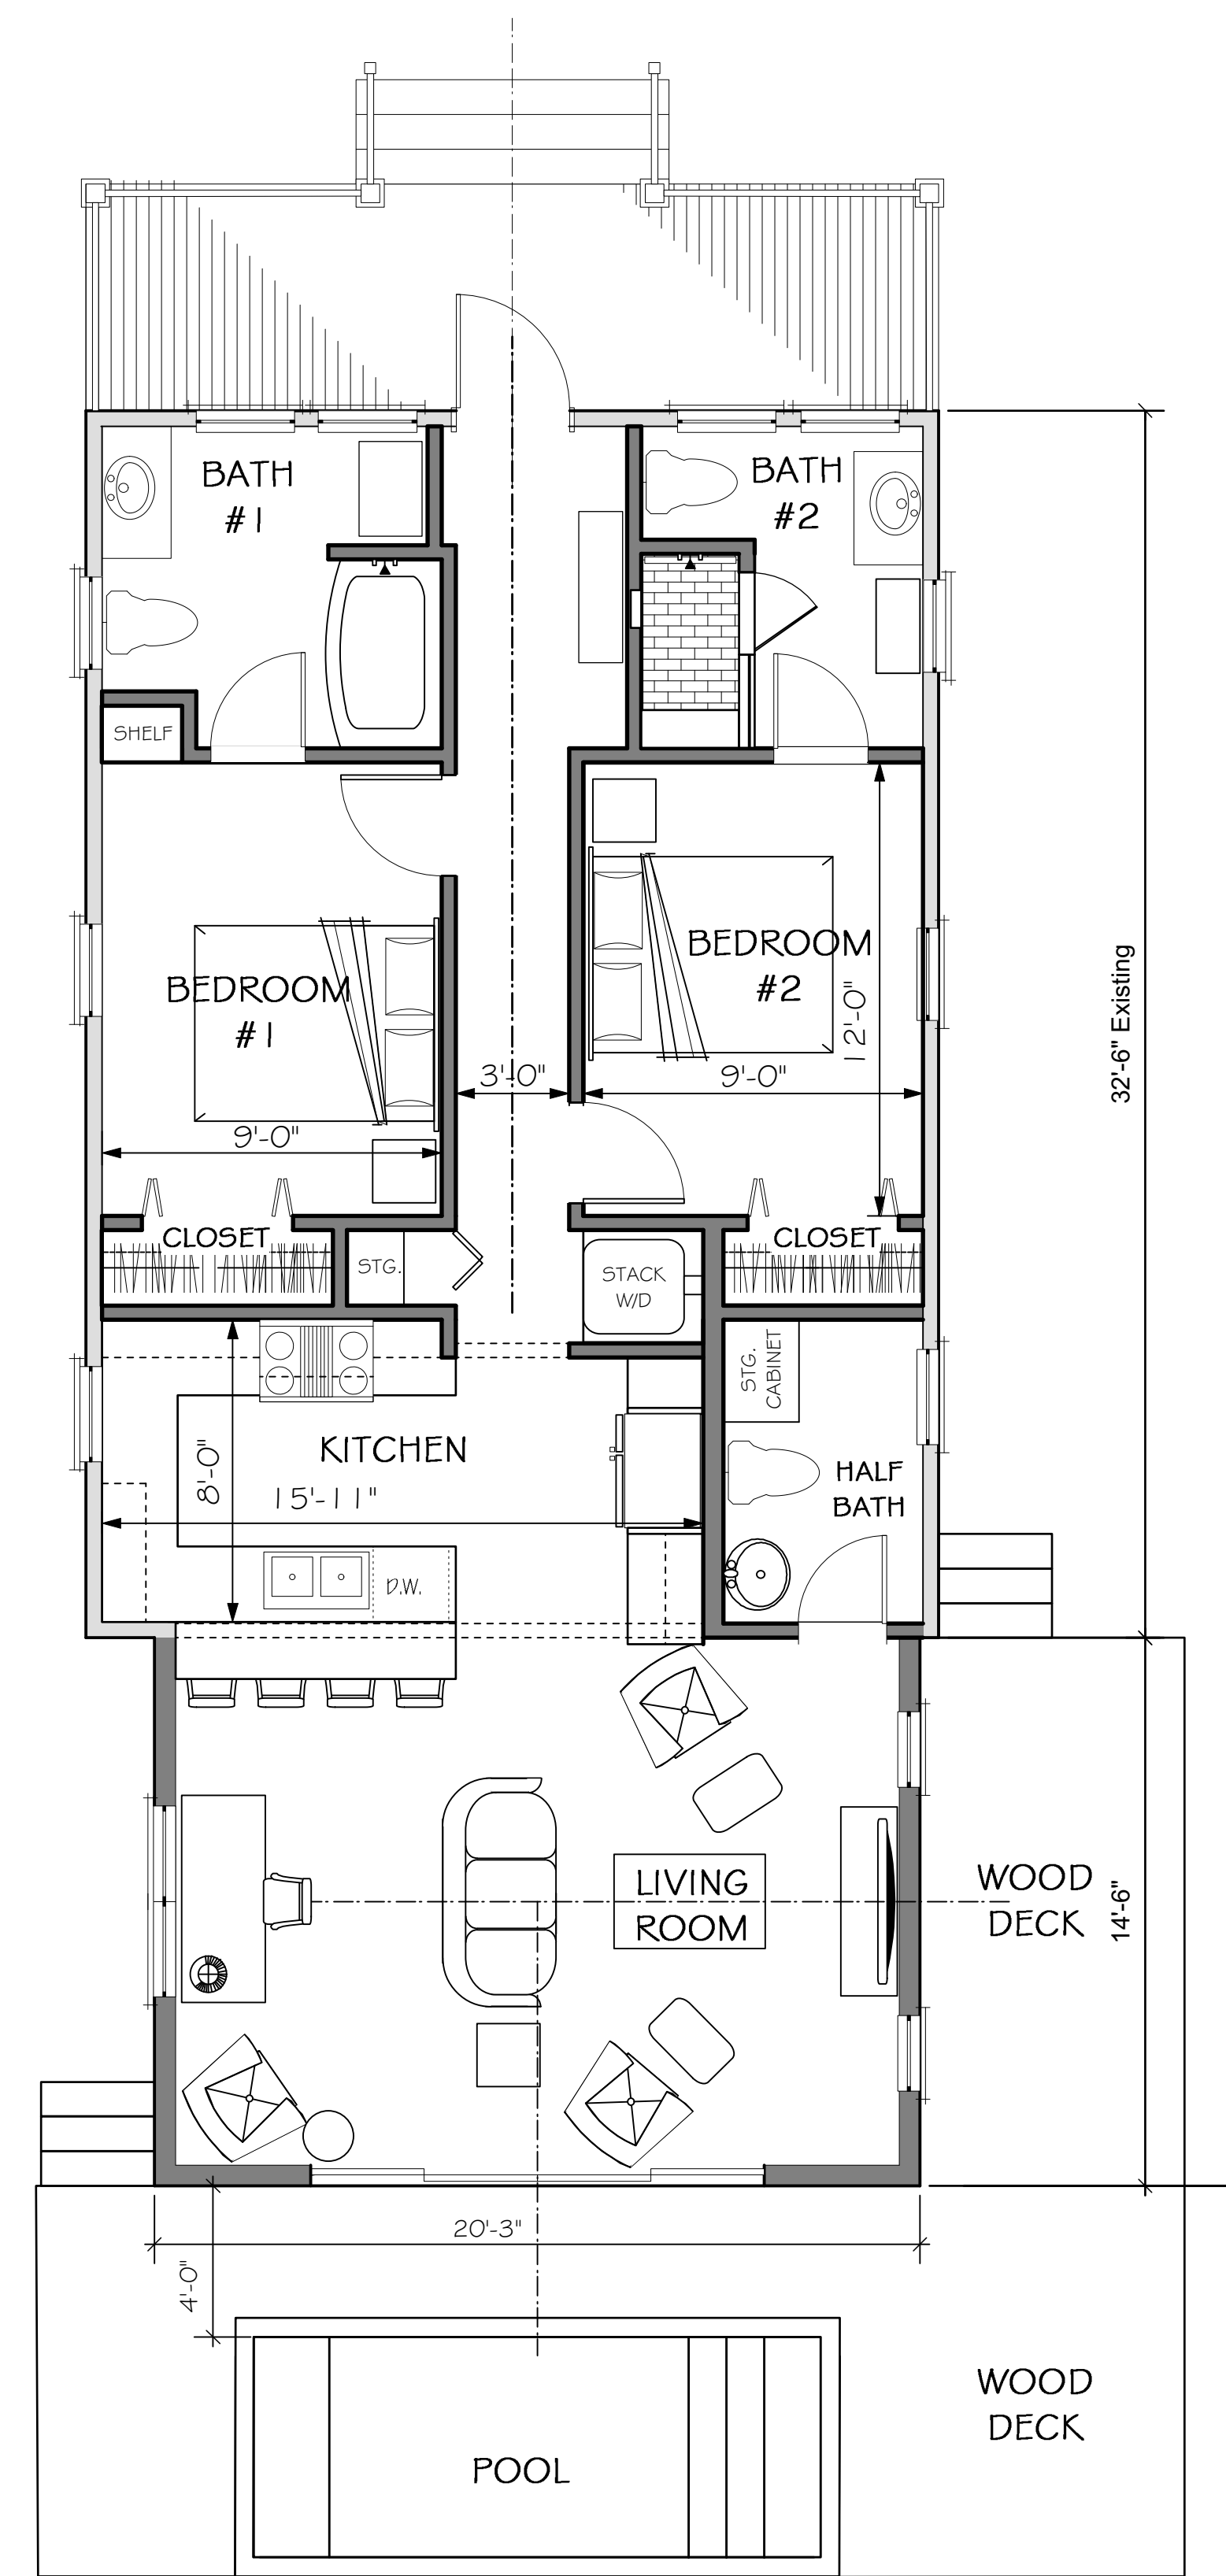 BATH
#1
BATH
#2
SHELF
BEDROOM
#1
BEDROOM
#2
12'-0"
3'-0"
9'-0"
9'-0"
32'-6" Existing
CLOSET
STG.
STACK
W/D
CLOSET
STG.
CABINET
KITCHEN
8'-0"
15'-11"
HALF
BATH
D.W.
LIVING
ROOM
WOOD
DECK
14'-6"
20'-3"
4'-0"
WOOD
DECK
POOL